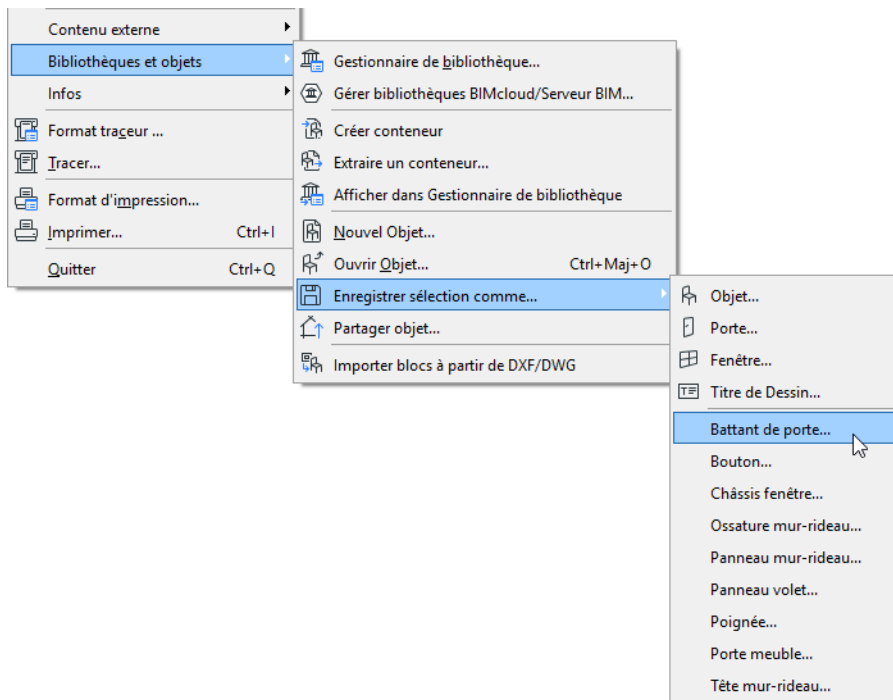 Contenu externe
Bibliothèques et objets
Infos
Format traceur ...
Tracer...
Format d'impression...
Imprimer... Ctrl+I
Quitter Ctrl+Q
Gestionnaire de bibliothèque...
Gérer bibliothèques BIMcloud/Serveur BIM...
Créer conteneur
Extraire un conteneur...
Afficher dans Gestionnaire de bibliothèque
Nouvel Objet...
Ouvrir Objet... Ctrl+Maj+O
Enregistrer sélection comme...
Partager objet...
Importer blocs à partir de DXF/DWG
Objet...
Porte...
Fenêtre...
Titre de Dessin...
Battant de porte...
Bouton...
Châssis fenêtre...
Ossature mur-rideau...
Panneau mur-rideau...
Panneau volet...
Poignée...
Porte meuble...
Tête mur-rideau...